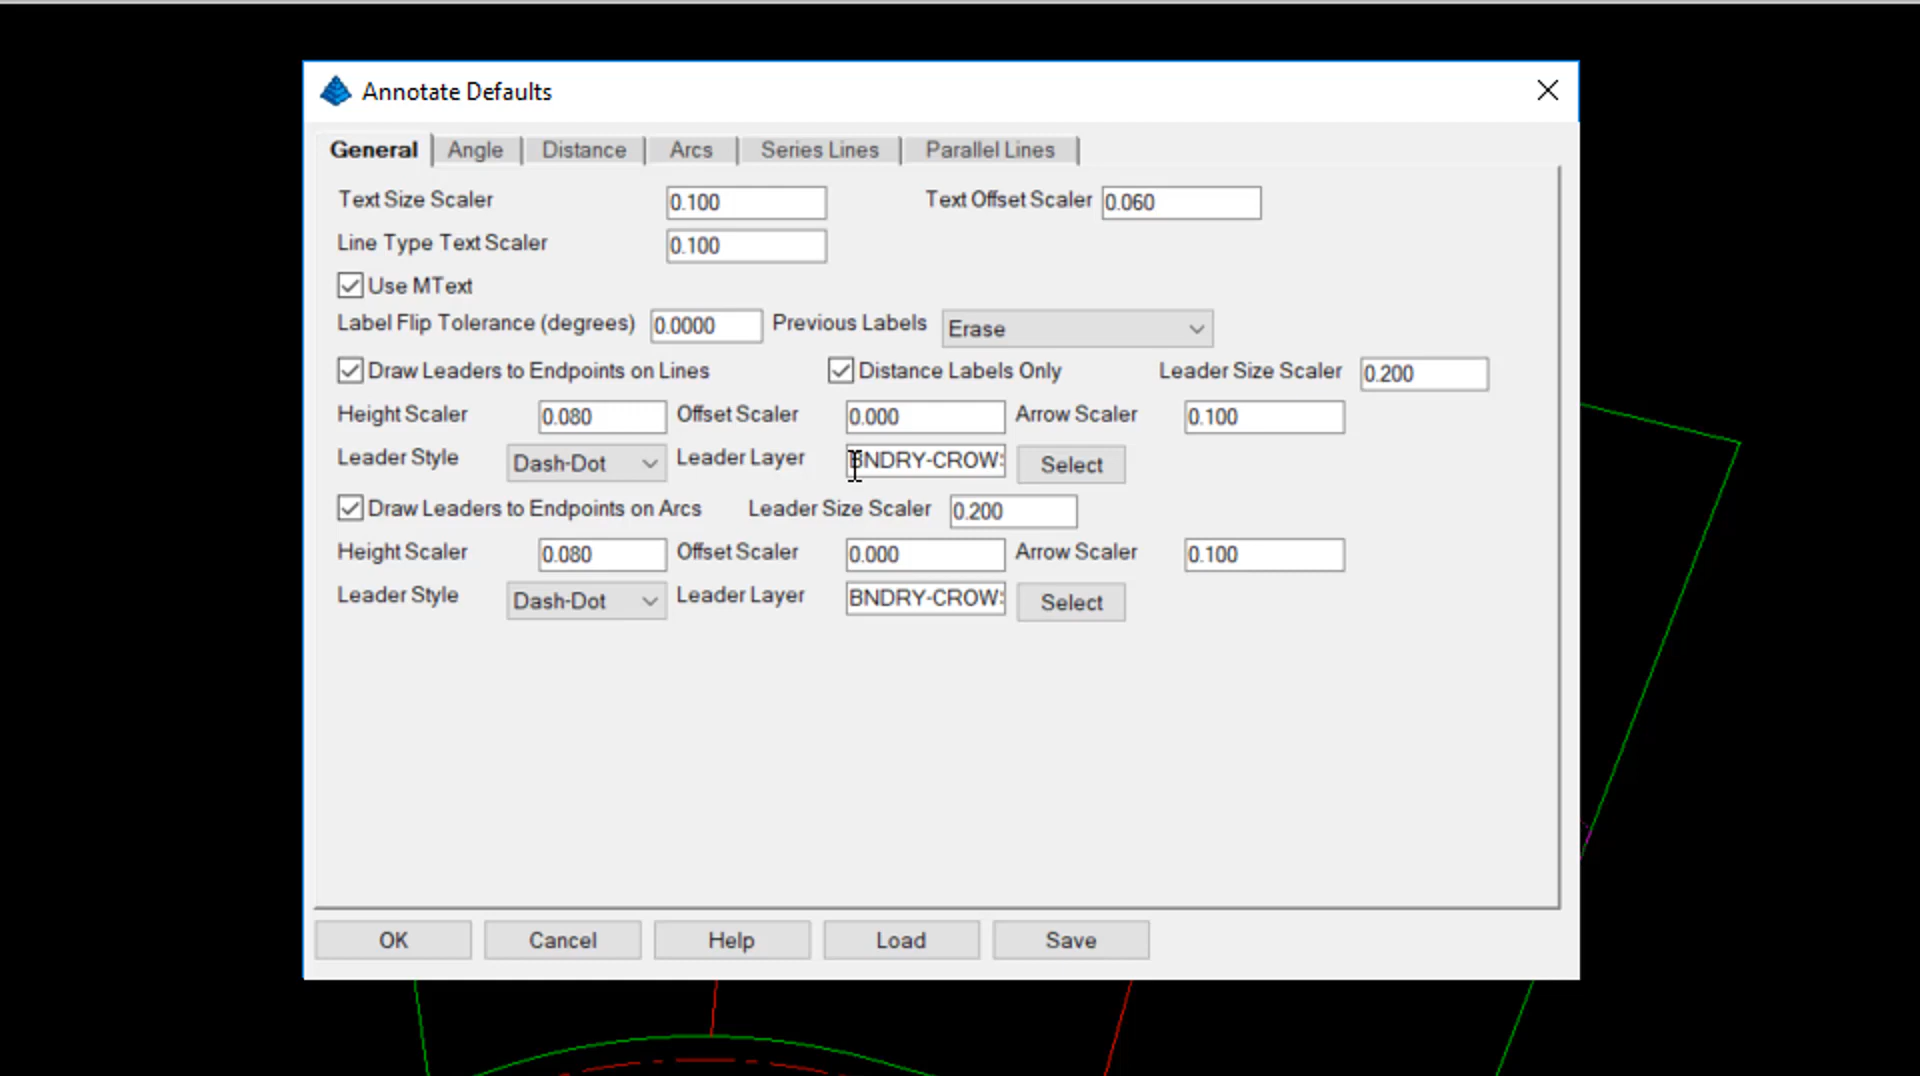 Annotate Defaults
General Angle Distance Arcs Series Lines Parallel Lines
Text Size Scaler 0.100 Text Offset Scaler 0.060
Line Type Text Scaler 0.100
Use MText
Label Flip Tolerance (degrees) 0.0000 Previous Labels Erase
Draw Leaders to Endpoints on Lines Distance Labels Only Leader Size Scaler 0.200
Height Scaler 0.080 Offset Scaler 0.000 Arrow Scaler 0.100
Leader Style Dash-Dot Leader Layer BNDRY-CROWS Select
Draw Leaders to Endpoints on Arcs Leader Size Scaler 0.200
Height Scaler 0.080 Offset Scaler 0.000 Arrow Scaler 0.100
Leader Style Dash-Dot Leader Layer BNDRY-CROWS Select
OK Cancel Help Load Save